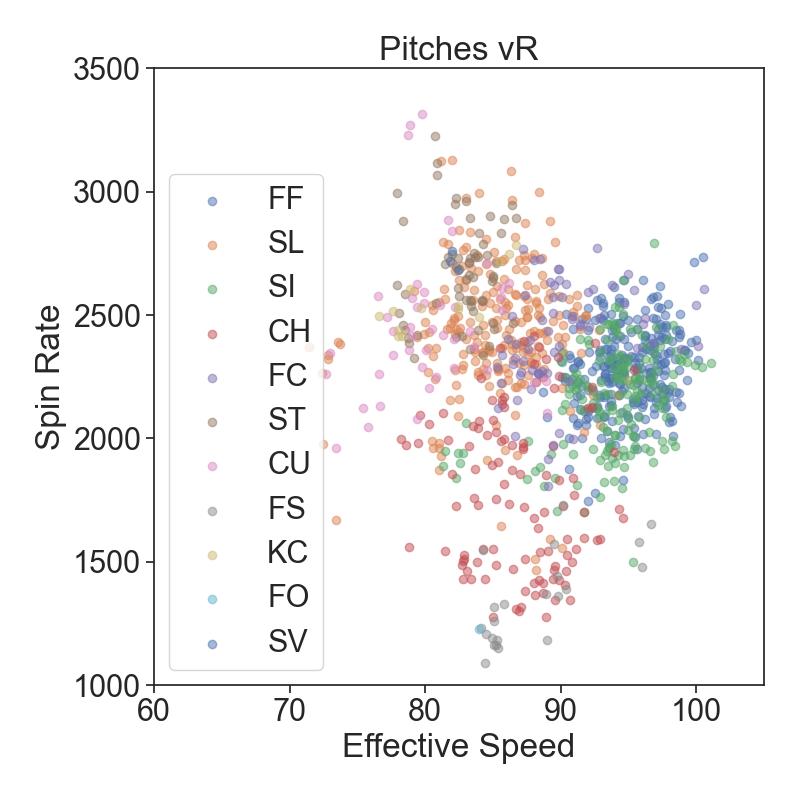 Pitches vR
3500
3000
2500
2000
1500
1000
Spin Rate
FF
SL
SI
CH
FC
ST
CU
FS
KC
FO
SV
60
70
80
90
100
Effective Speed